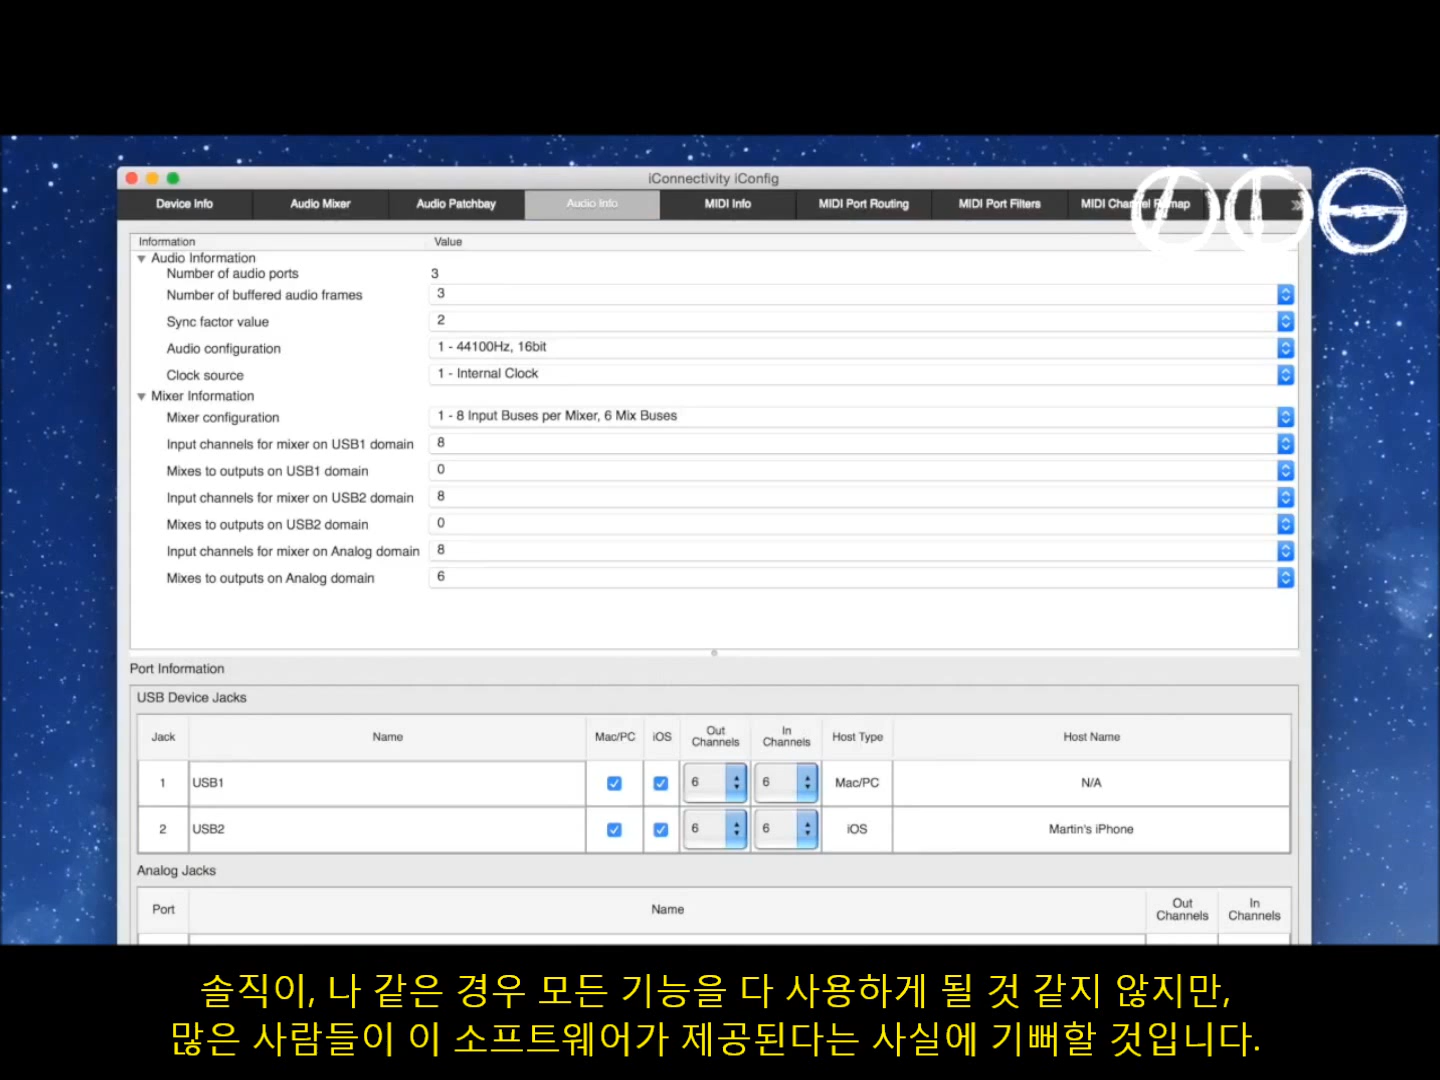 iConnectivity iConfig
Device Info Audio Mixer Audio Patchbay Audio Info MIDI Info MIDI Port Routing MIDI Port Filters MIDI Channel Remap
Information Value
Audio Information
Number of audio ports 3
Number of buffered audio frames 3
Sync factor value 2
Audio configuration 1 - 44100Hz, 16bit
Clock source 1 - Internal Clock
Mixer Information
Mixer configuration 1 - 8 Input Buses per Mixer, 6 Mix Buses
Input channels for mixer on USB1 domain 8
Mixes to outputs on USB1 domain 0
Input channels for mixer on USB2 domain 8
Mixes to outputs on USB2 domain 0
Input channels for mixer on Analog domain 8
Mixes to outputs on Analog domain 6
Port Information
USB Device Jacks
Jack Name Mac/PC iOS Out Channels In Channels Host Type Host Name
1 USB1 6 6 Mac/PC N/A
2 USB2 6 6 iOS Martin's iPhone
Analog Jacks
Port Name Out Channels In Channels
솔직이, 나 같은 경우 모든 기능을 다 사용하게 될 것 같지 않지만,
많은 사람들이 이 소프트웨어가 제공된다는 사실에 기뻐할 것입니다.